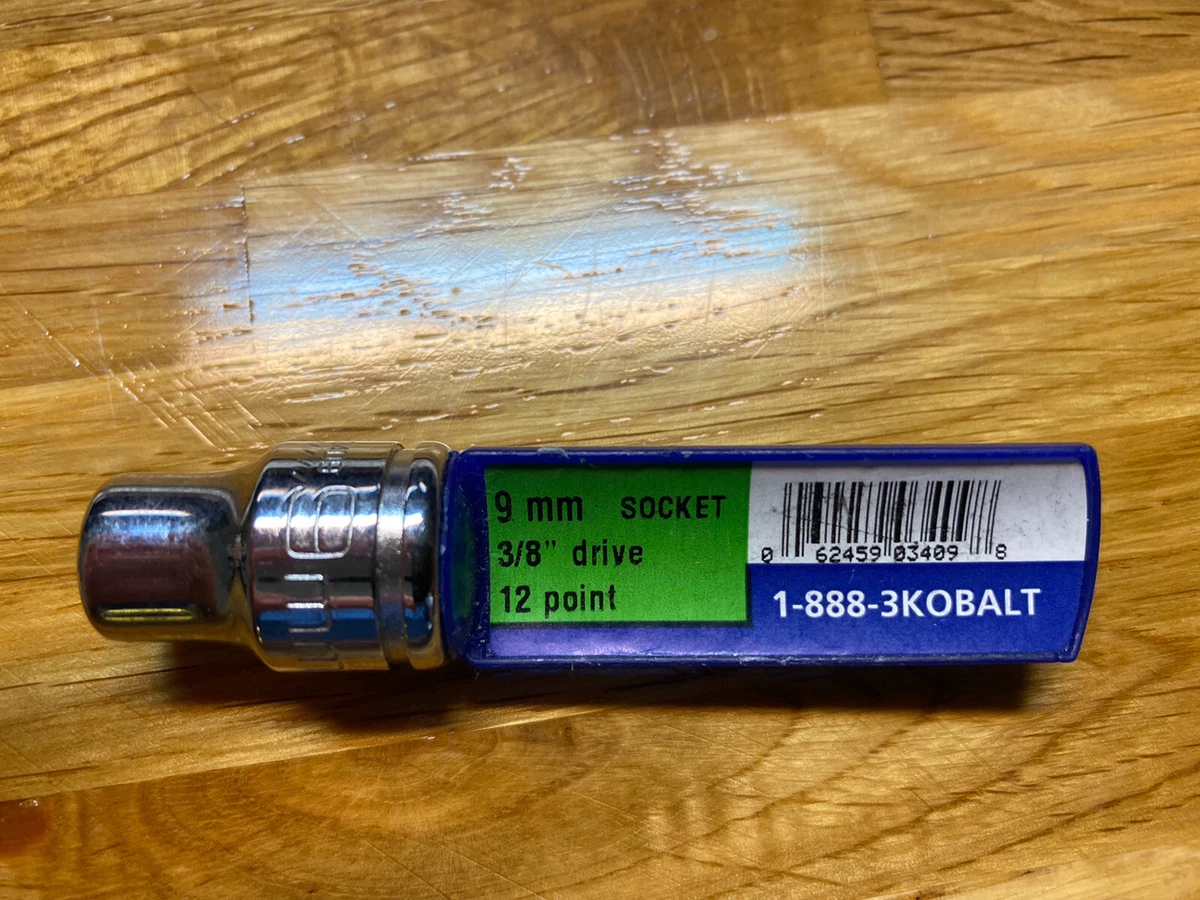 9 mm SOCKET
3/8” drive
12 point
0 62459 03409 8
1-888-3KOBALT